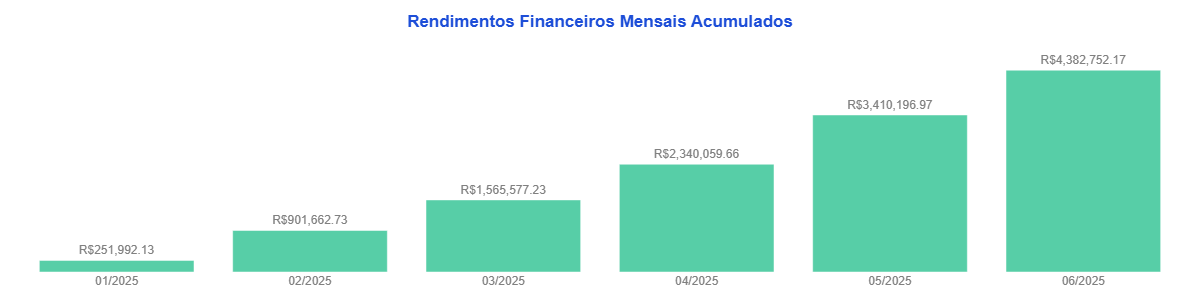 Rendimentos Financeiros Mensais Acumulados
R$4,382,752.17
R$3,410,196.97
R$2,340,059.66
R$1,565,577.23
R$901,662.73
R$251,992.13
01/2025 02/2025 03/2025 04/2025 05/2025 06/2025